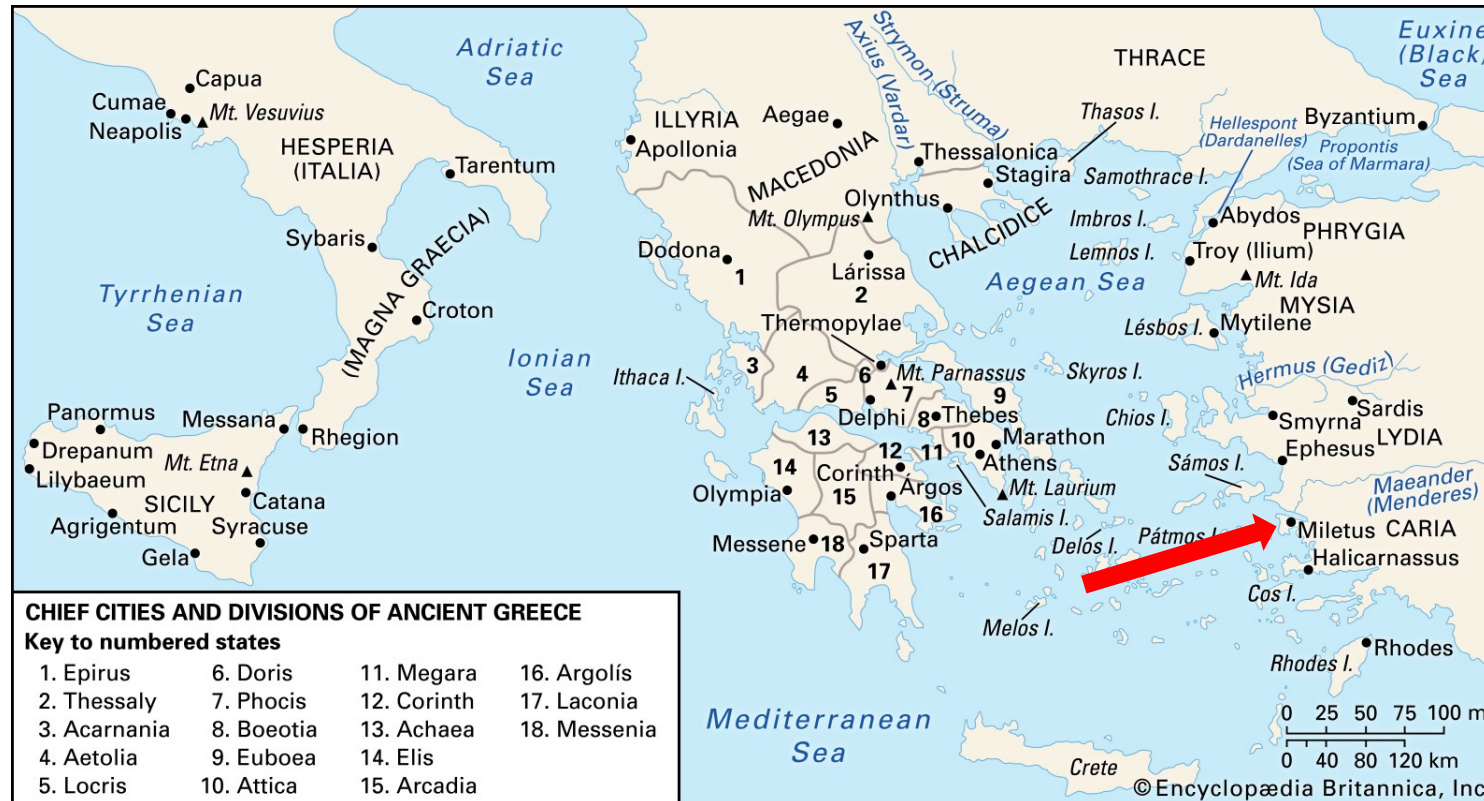 Adriatic
Sea
Tyrrhenian
Sea
Ionian
Sea
Aegean Sea
Mediterranean
Sea
Euxine
(Black)
Sea
Capua
Cumae
Neapolis
Mt. Vesuvius
HESPERIA
(ITALIA)
Tarentum
Sybaris
(MAGNA GRAECIA)
Croton
Panormus
Messana
Rhegion
Drepanum
Mt. Etna
Lilybaeum
SICILY
Catana
Agrigentum
Syracuse
Gela
ILLYRIA
Apollonia
Aegae
MACEDONIA
Axius (Vardar)
Strymon (Struma)
THRACE
Thasos I.
Thessalonica
Stagira
Samothrace I.
Hellespont
(Dardanelles)
Byzantium
Propontis
(Sea of Marmara)
Olynthus
Mt. Olympus
CHALCIDICE
Imbros I.
Abydos
PHRYGIA
Dodona
1
Lárissa
2
Lemnos I.
Troy (Ilium)
Mt. Ida
MYSIA
Thermopylae
Lésbos I.
Mytilene
Ithaca I.
3
4
5
6
Mt. Parnassus
7
Delphi
8
Thebes
9
Skyros I.
Hermus (Gediz)
Chios I.
Smyrna
Sardis
LYDIA
Ephesus
13
12
11
10
Marathon
Athens
14
Corinth
Sámos I.
Maeander
(Menderes)
Olympia
15
Árgos
Mt. Laurium
16
Salamis I.
Delos I.
Pátmos I.
Miletus
CARIA
Messene
18
Sparta
17
Halicarnassus
Cos I.
Melos I.
Rhodes
Rhodes I.
Crete
CHIEF CITIES AND DIVISIONS OF ANCIENT GREECE
Key to numbered states
1. Epirus
2. Thessaly
3. Acarnania
4. Aetolia
5. Locris
6. Doris
7. Phocis
8. Boeotia
9. Euboea
10. Attica
11. Megara
12. Corinth
13. Achaea
14. Elis
15. Arcadia
16. Argolís
17. Laconia
18. Messenia
0 25 50 75 100 m
0 40 80 120 km
© Encyclopædia Britannica, Inc